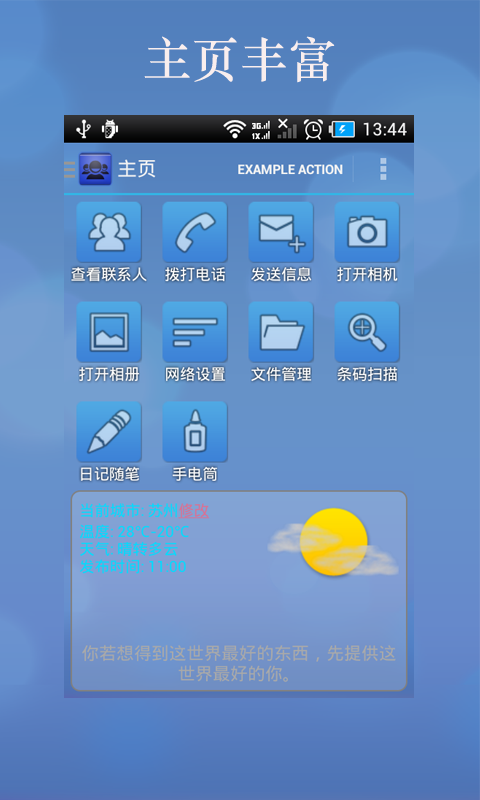 主页丰富
3G 1X 13:44
主页 EXAMPLE ACTION
查看联系人 拨打电话 发送信息 打开相机
打开相册 网络设置 文件管理 条码扫描
日记随笔 手电筒
当前城市: 苏州修改
温度: 28℃-20℃
天气: 晴转多云
发布时间: 11:00
你若想得到这世界最好的东西，先提供这
世界最好的你。